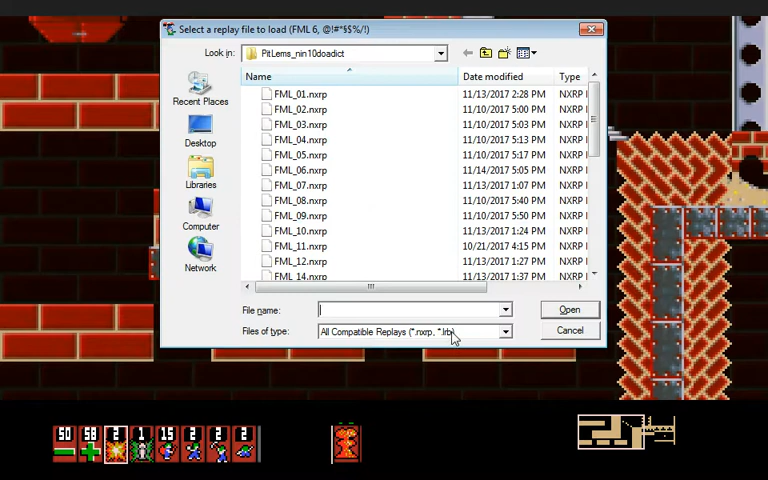 Select a replay file to load (FML 6, @!#*§$%/!)
Look in: PitLems_nin10doadict
Name Date modified Type
FML_01.nxrp 11/13/2017 2:28 PM NXRP
FML_02.nxrp 11/10/2017 5:00 PM NXRP
FML_03.nxrp 11/10/2017 5:03 PM NXRP
FML_04.nxrp 11/10/2017 5:13 PM NXRP
FML_05.nxrp 11/10/2017 5:17 PM NXRP
FML_06.nxrp 11/14/2017 5:05 PM NXRP
FML_07.nxrp 11/13/2017 1:07 PM NXRP
FML_08.nxrp 11/10/2017 5:40 PM NXRP
FML_09.nxrp 11/10/2017 5:50 PM NXRP
FML_10.nxrp 11/13/2017 1:24 PM NXRP
FML_11.nxrp 10/21/2017 4:15 PM NXRP
FML_12.nxrp 11/13/2017 1:27 PM NXRP
FML_14.nxrp 11/13/2017 1:37 PM NXRP
Recent Places
Desktop
Libraries
Computer
Network
File name: Open
Files of type: All Compatible Replays (*.nxrp, *.lrb) Cancel
50 58 2 1 15 2 2 2